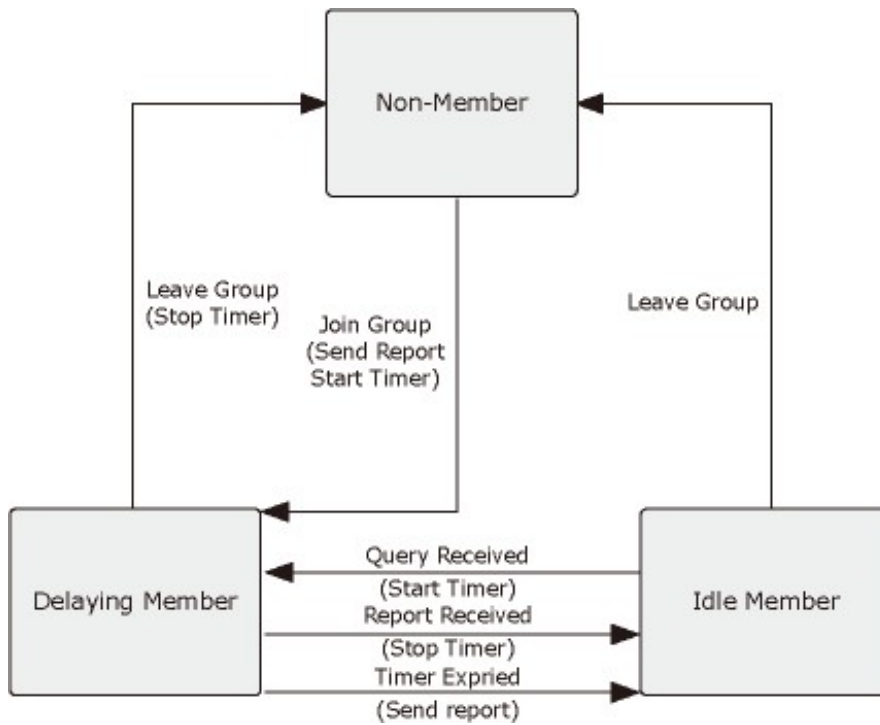 Non-Member
Leave Group
(Stop Timer)
Join Group
(Send Report
Start Timer)
Leave Group
Delaying Member
Query Received
(Start Timer)
Report Received
(Stop Timer)
Timer Expried
(Send report)
Idle Member